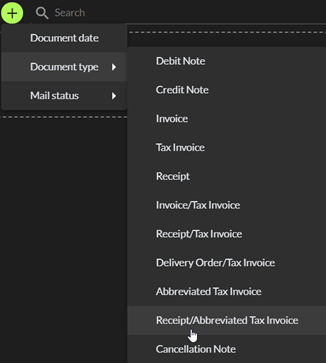 Search
Document date
Document type
Mail status
Debit Note
Credit Note
Invoice
Tax Invoice
Receipt
Invoice/Tax Invoice
Receipt/Tax Invoice
Delivery Order/Tax Invoice
Abbreviated Tax Invoice
Receipt/Abbreviated Tax Invoice
Cancellation Note